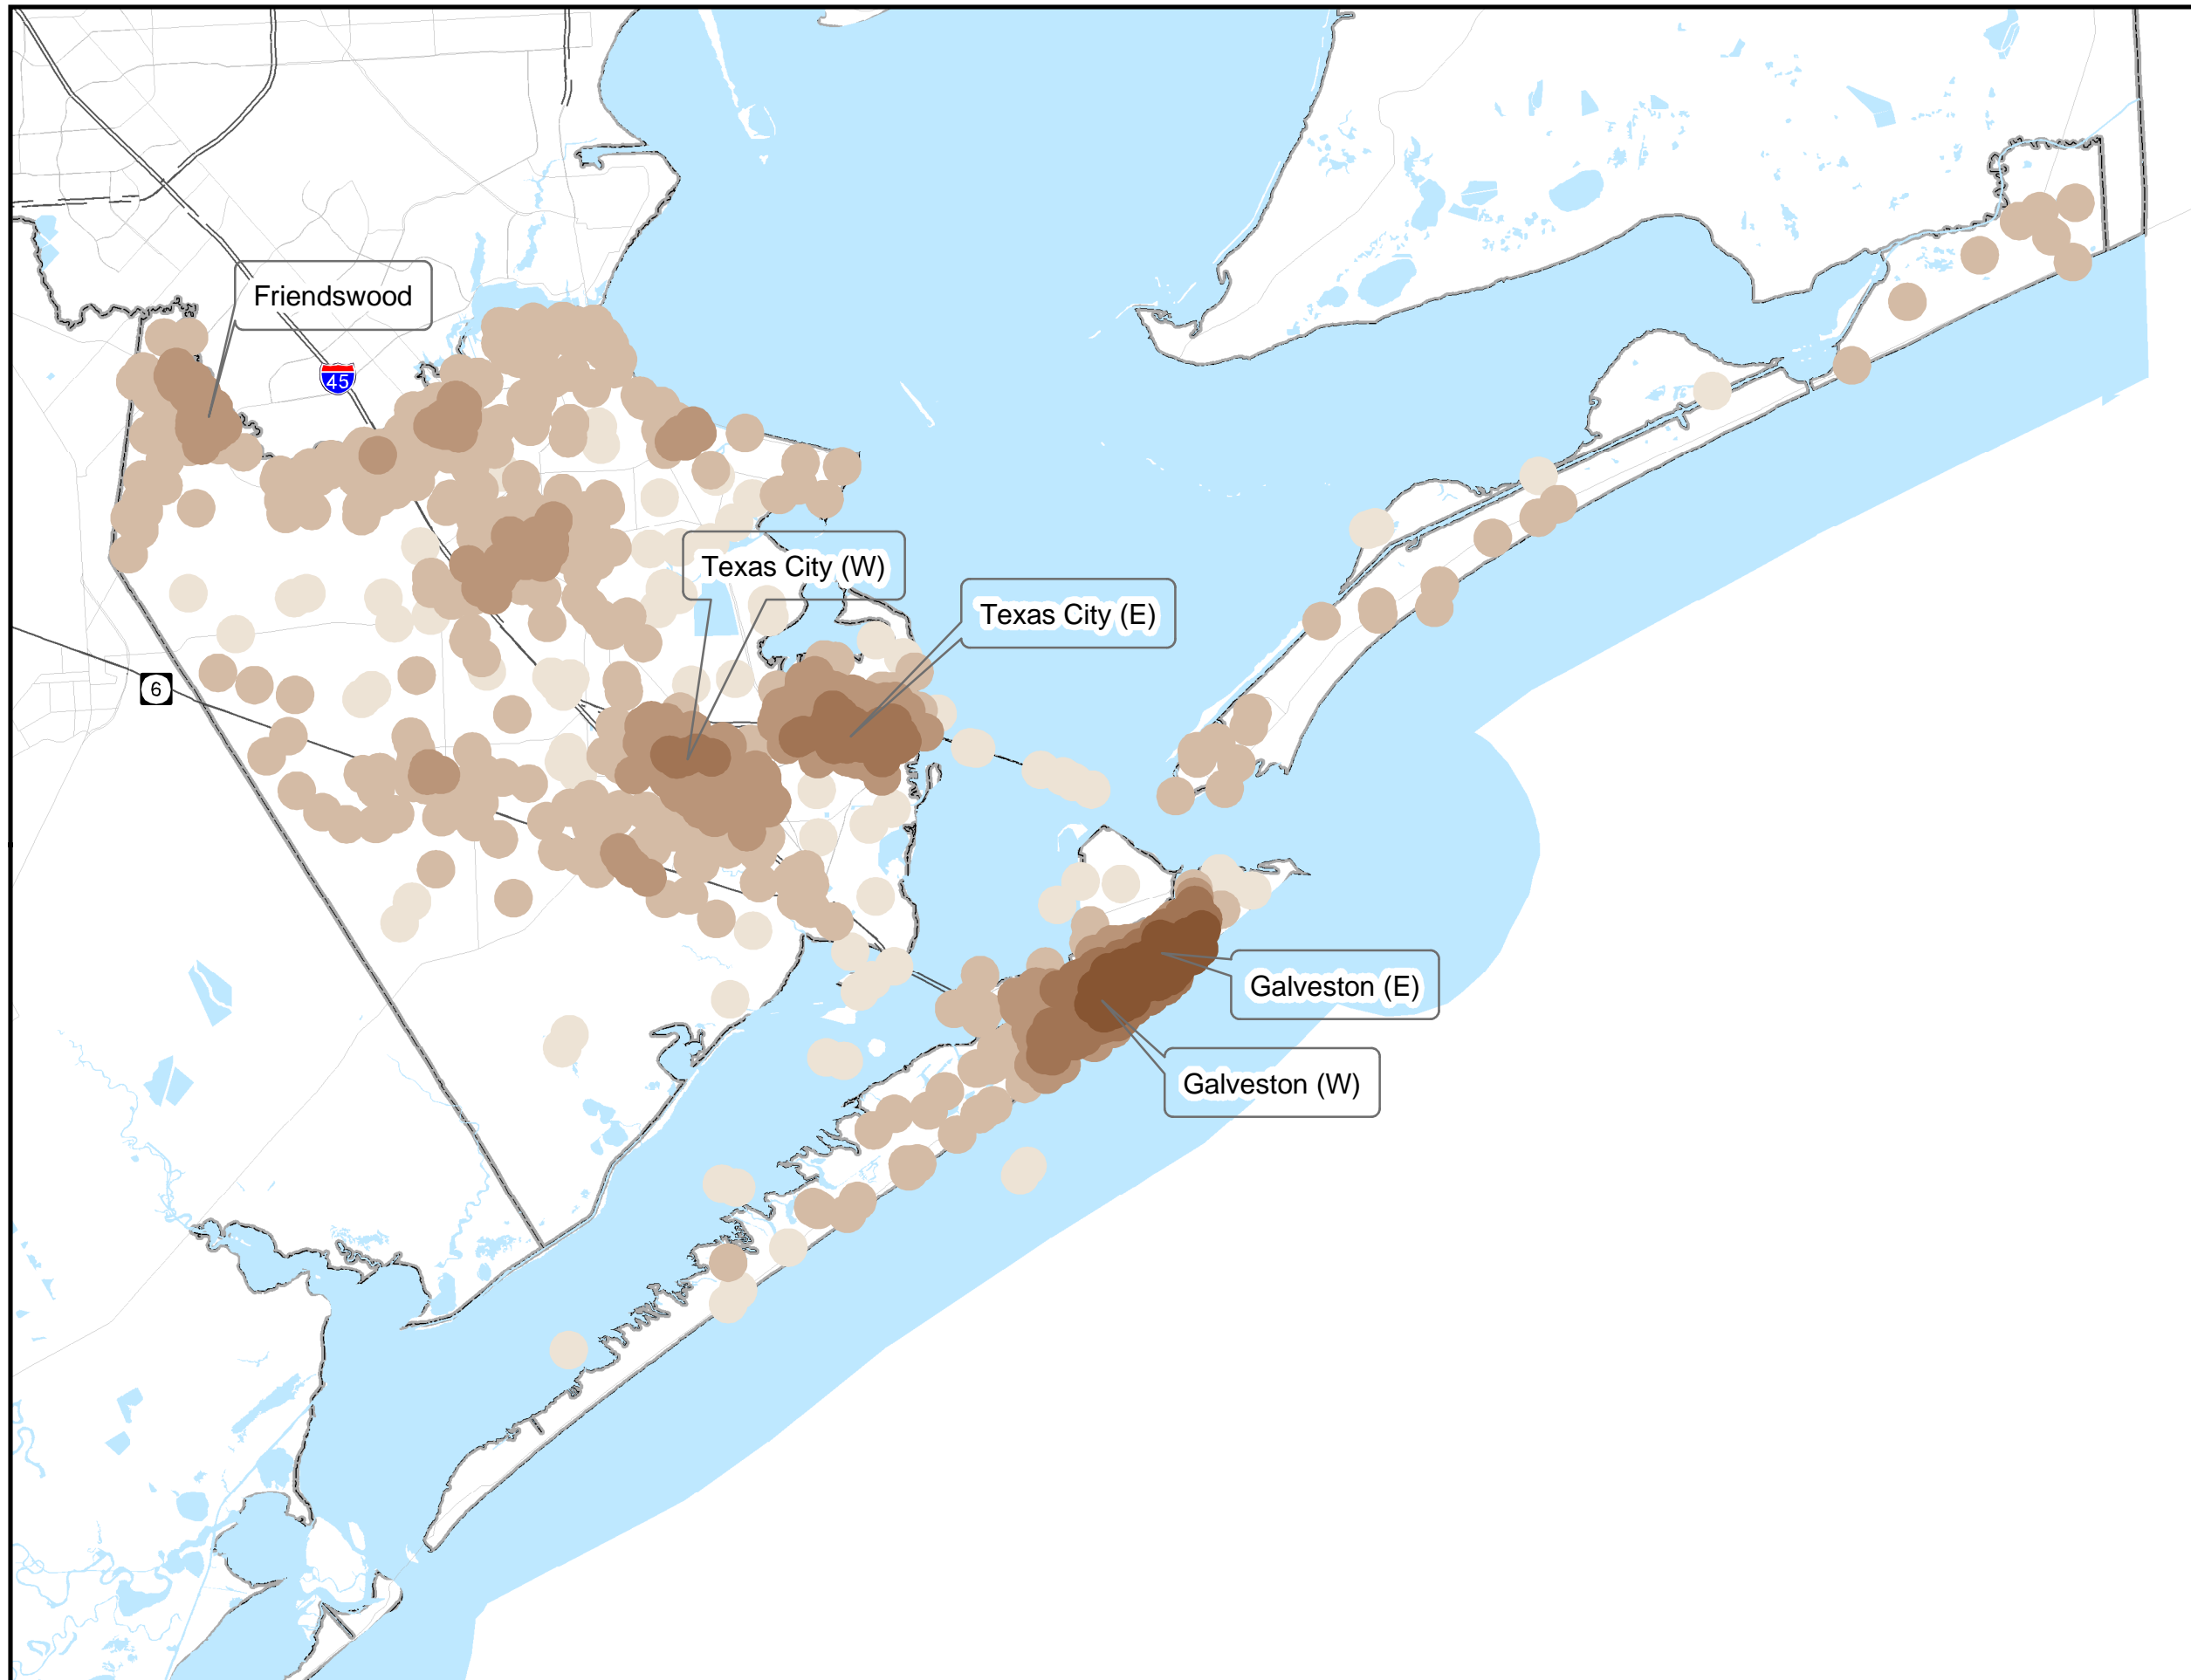 Friendswood
45
Texas City (W)
Texas City (E)
6
Galveston (E)
Galveston (W)